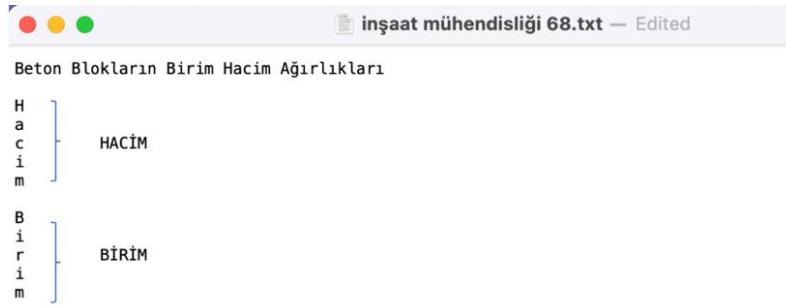 inşaat mühendisliği 68.txt — Edited
Beton Blokların Birim Hacim Ağırlıkları
H
a
c
i
m
HACİM
B
i
r
i
m
BİRİM